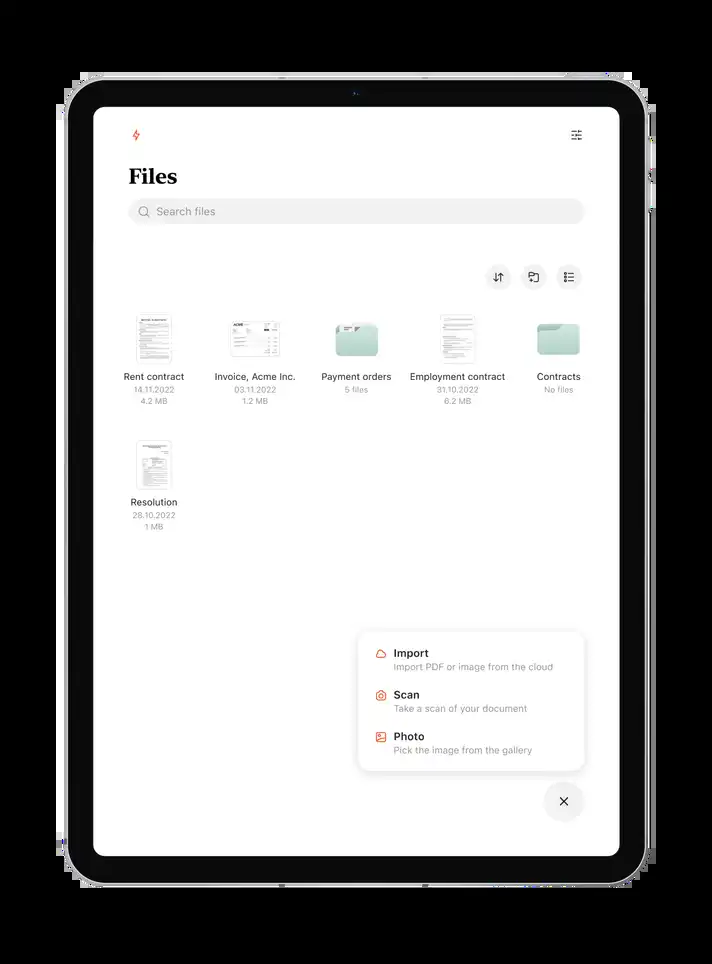 Files
Search files
Rent contract
14.11.2022
4.2 MB
ACME
Invoice, Acme Inc.
03.11.2022
1.2 MB
Payment orders
5 files
Employment contract
31.10.2022
6.2 MB
Contracts
No files
Resolution
28.10.2022
1 MB
Import
Import PDF or image from the cloud
Scan
Take a scan of your document
Photo
Pick the image from the gallery